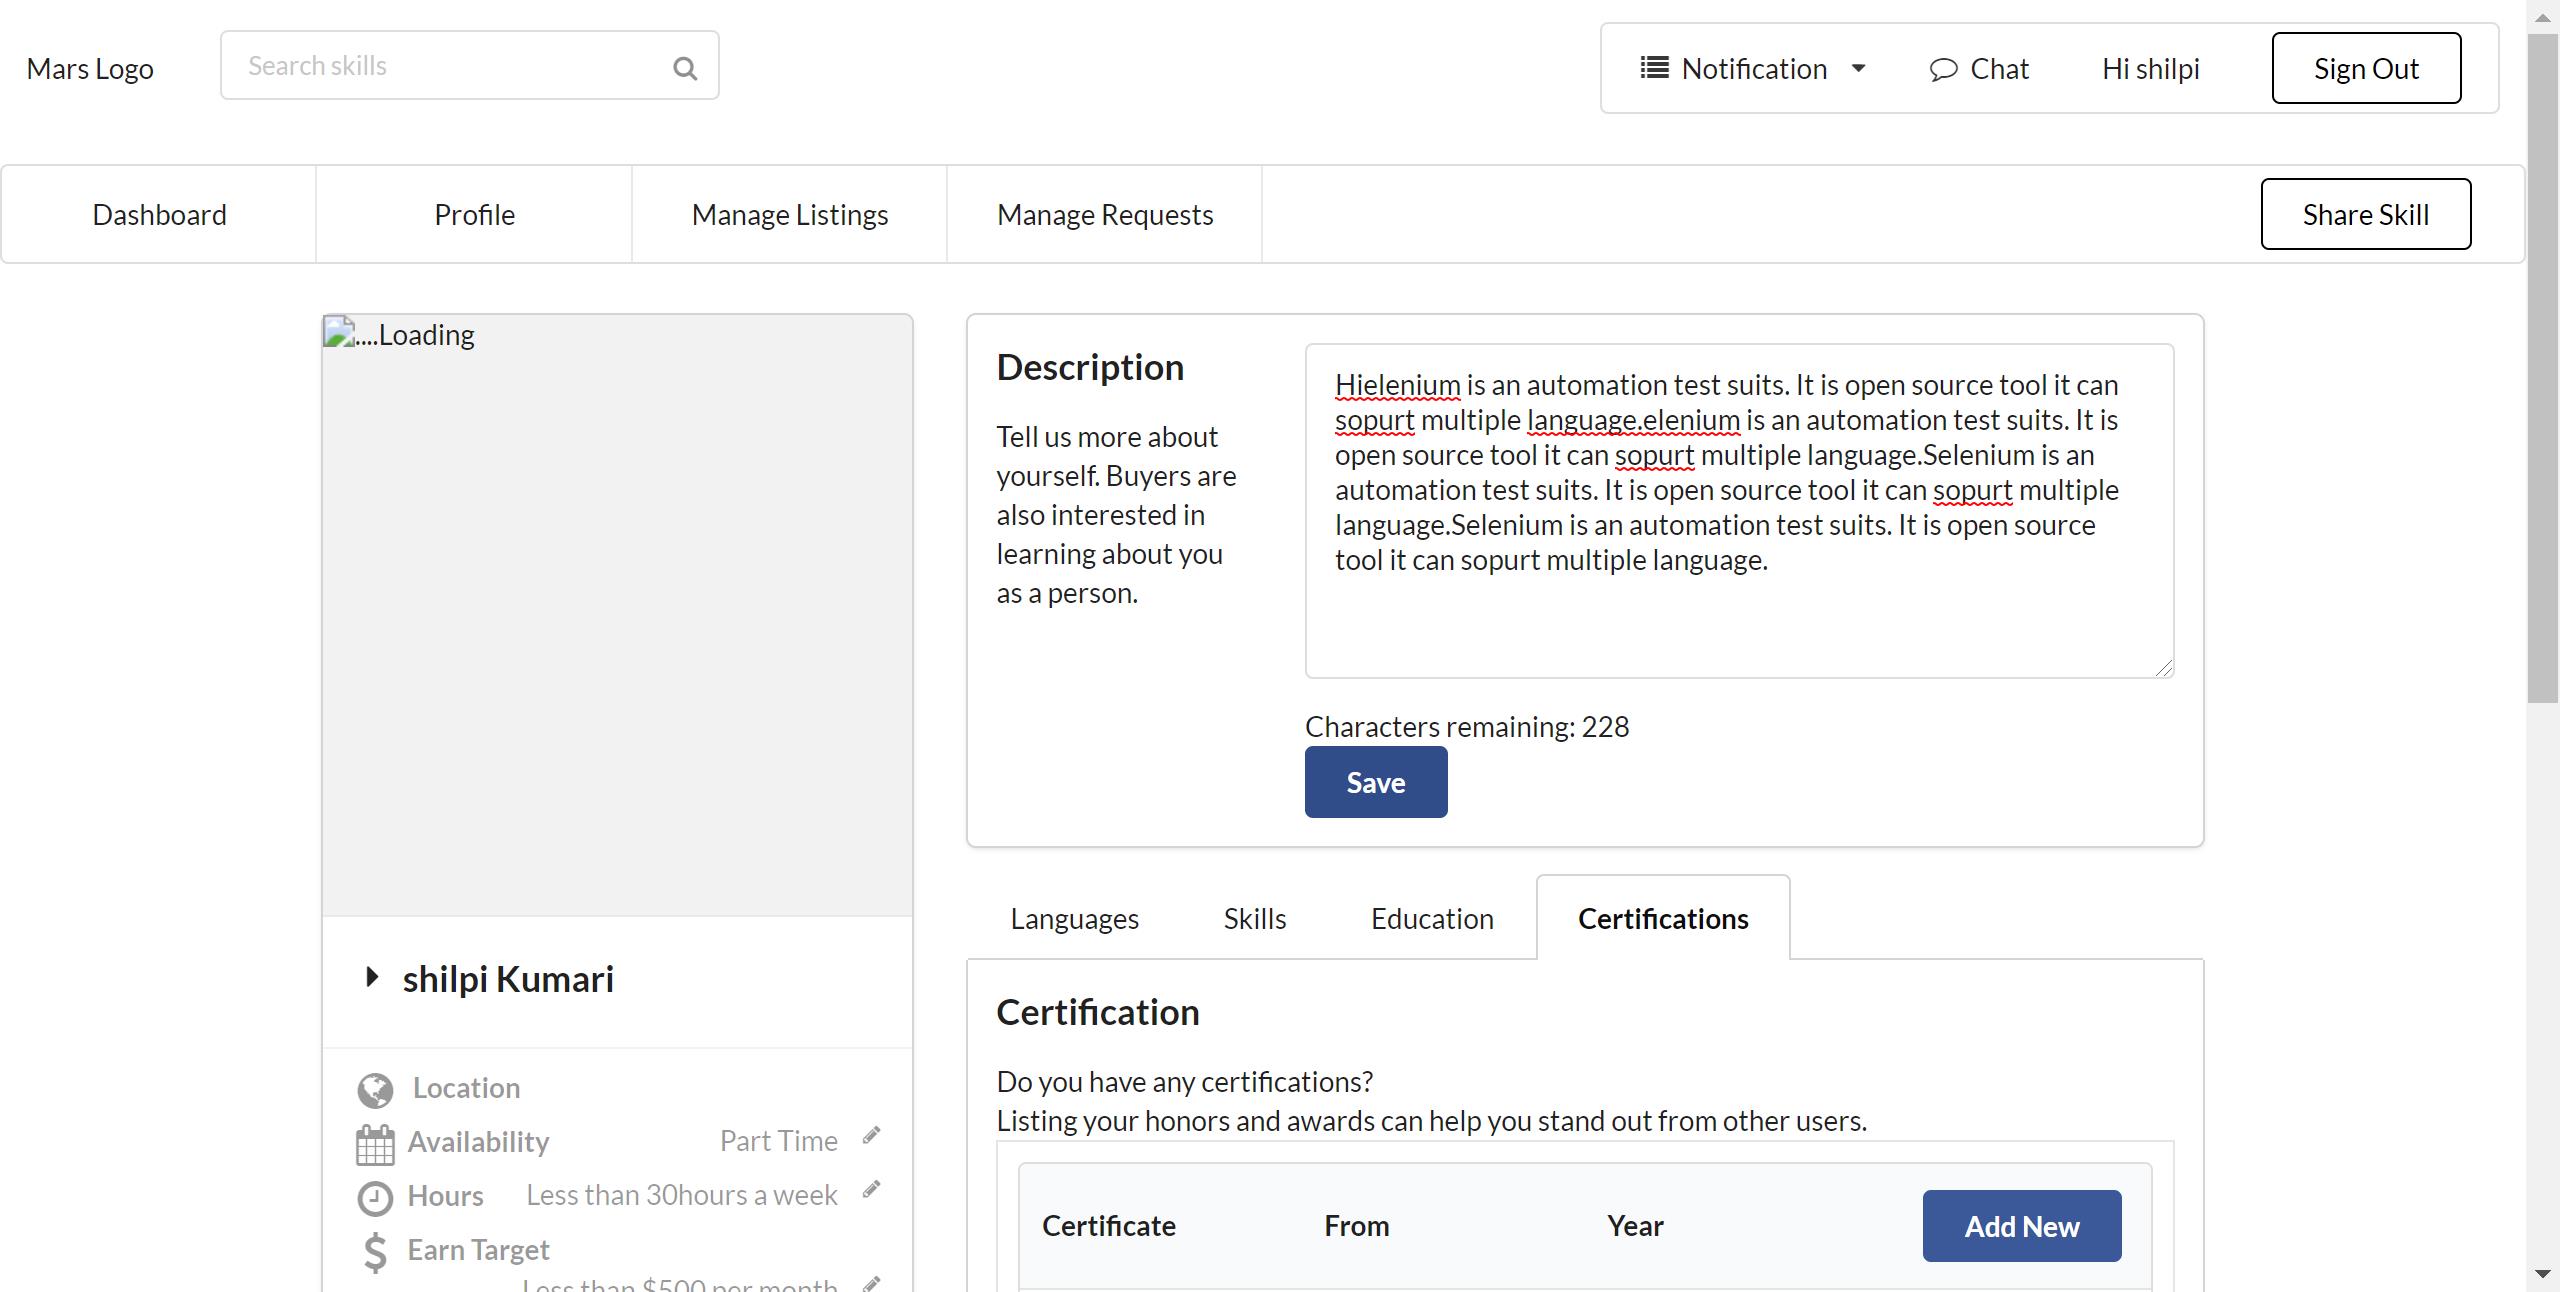 Mars Logo
Search skills
Notification
Chat
Hi shilpi
Sign Out
Dashboard
Profile
Manage Listings
Manage Requests
Share Skill
....Loading
shilpi Kumari
Location
Availability
Part Time
Hours
Less than 30hours a week
Earn Target
Less than $500 per month
Description
Tell us more about
yourself. Buyers are
also interested in
learning about you
as a person.
Hielenium is an automation test suits. It is open source tool it can
sopurt multiple language.elenium is an automation test suits. It is
open source tool it can sopurt multiple language.Selenium is an
automation test suits. It is open source tool it can sopurt multiple
language.Selenium is an automation test suits. It is open source
tool it can sopurt multiple language.
Characters remaining: 228
Save
Languages
Skills
Education
Certifications
Certification
Do you have any certifications?
Listing your honors and awards can help you stand out from other users.
Certificate
From
Year
Add New